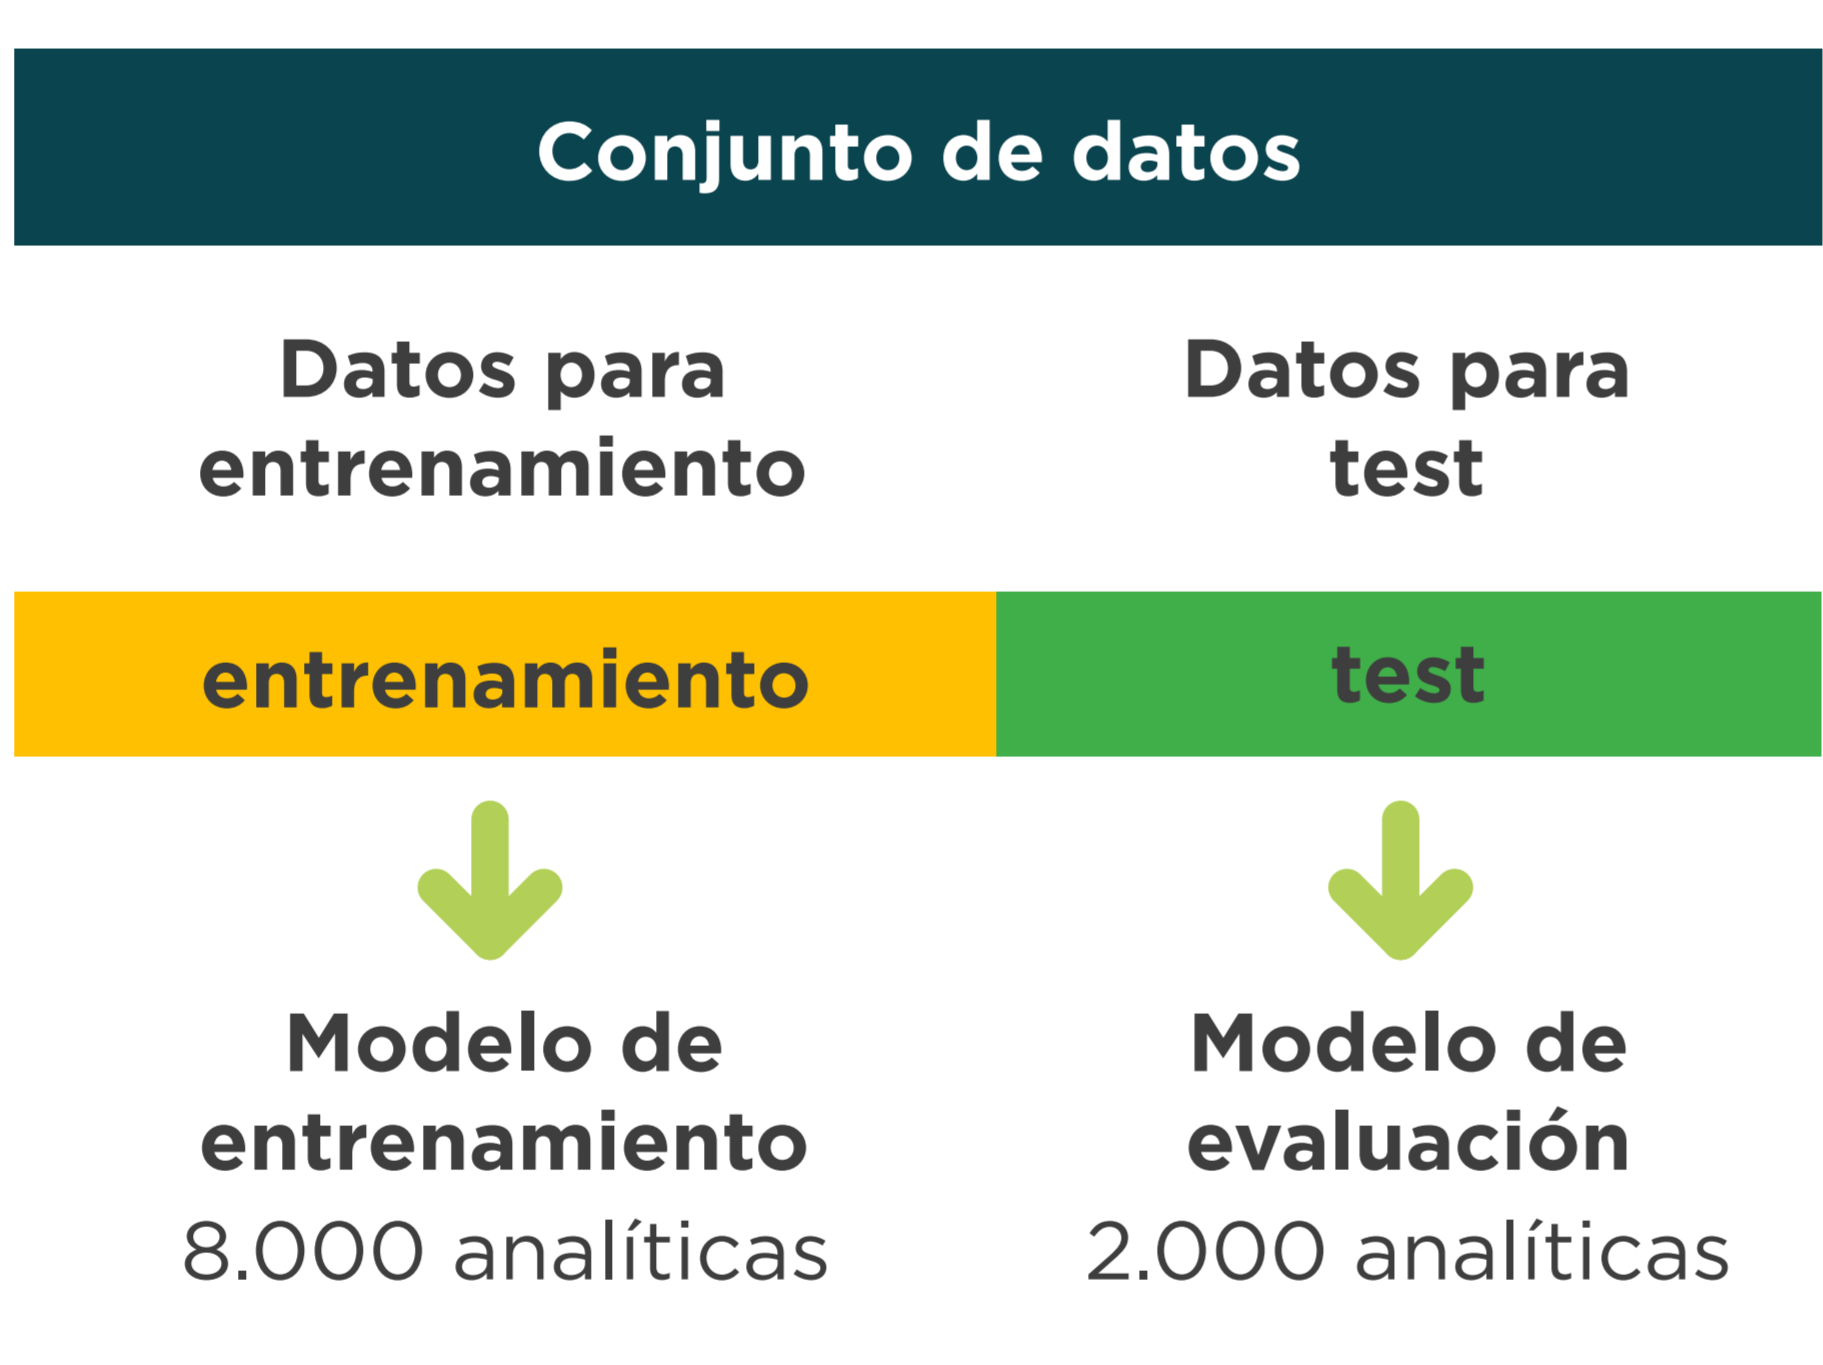 Conjunto de datos
Datos para
entrenamiento
Datos para
test
entrenamiento
test
Modelo de
entrenamiento
8.000 analíticas
Modelo de
evaluación
2.000 analíticas